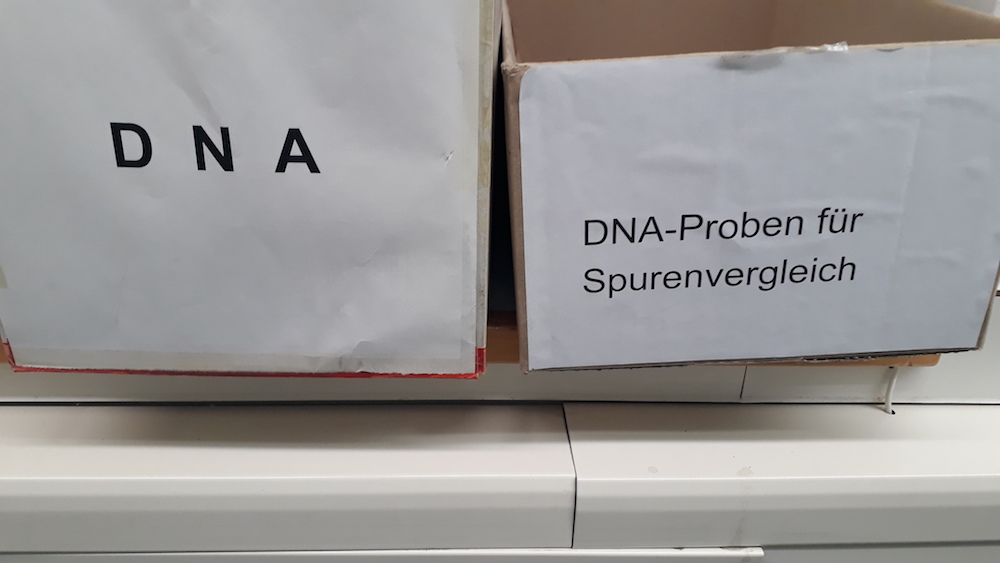 D N A
DNA-Proben für
Spurenvergleich